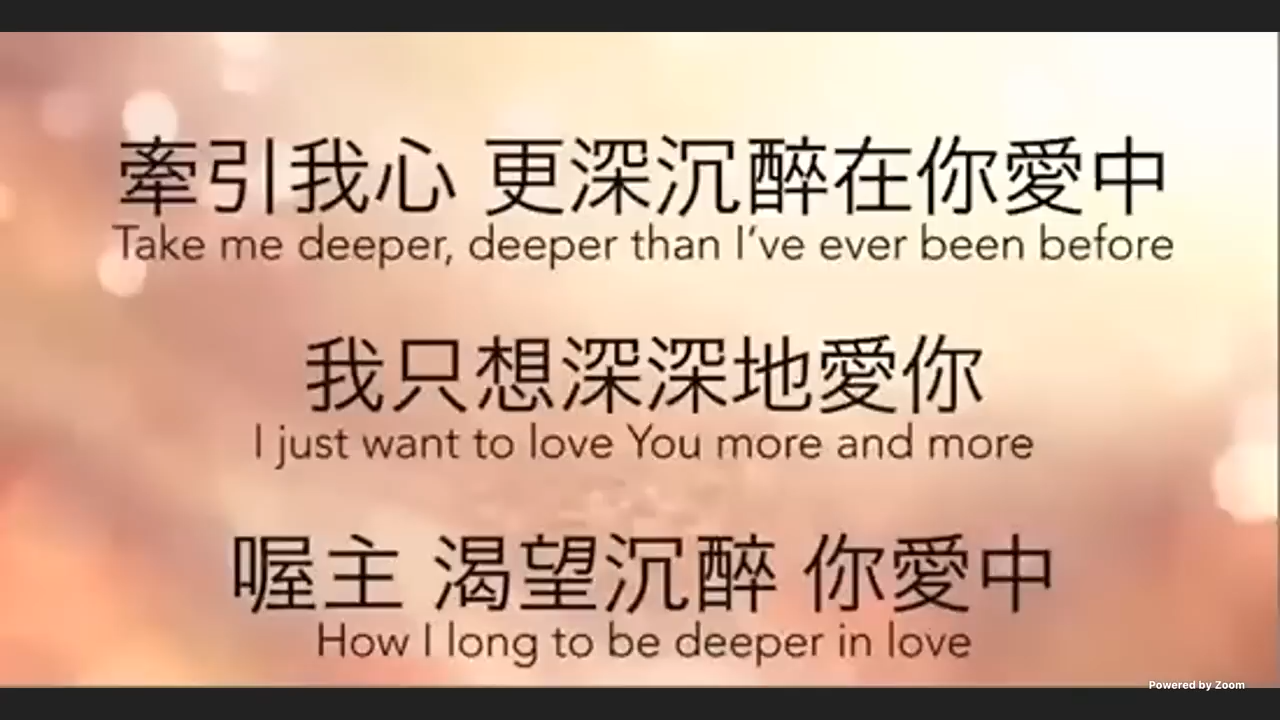 牽引我心 更深沉醉在你愛中
Take me deeper, deeper than I've ever been before
我只想深深地愛你
I just want to love You more and more
喔主 渴望沉醉 你愛中
How I long to be deeper in love
Powered by Zoom